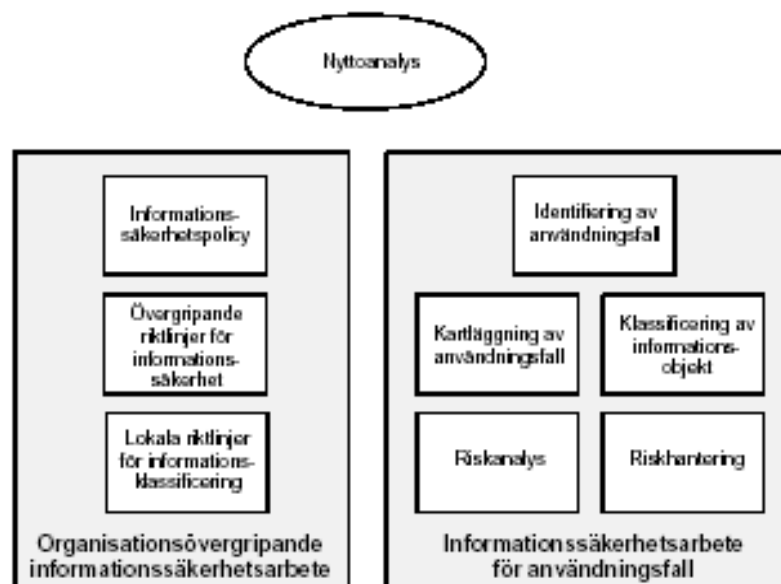 Nyttoanalys
Informations-
säkerhetspolicy
Övergripande
riktlinjer för
informations-
säkerhet
Lokala riktlinjer
för informations-
klassificering
Organisationsövergripande
informationssäkerhetsarbete
Identifiering av
användningsfall
Kartläggning av
användningsfall
Klassificering av
informations-
objekt
Riskanalys
Riskhantering
Informationssäkerhetsarbete
för användningsfall